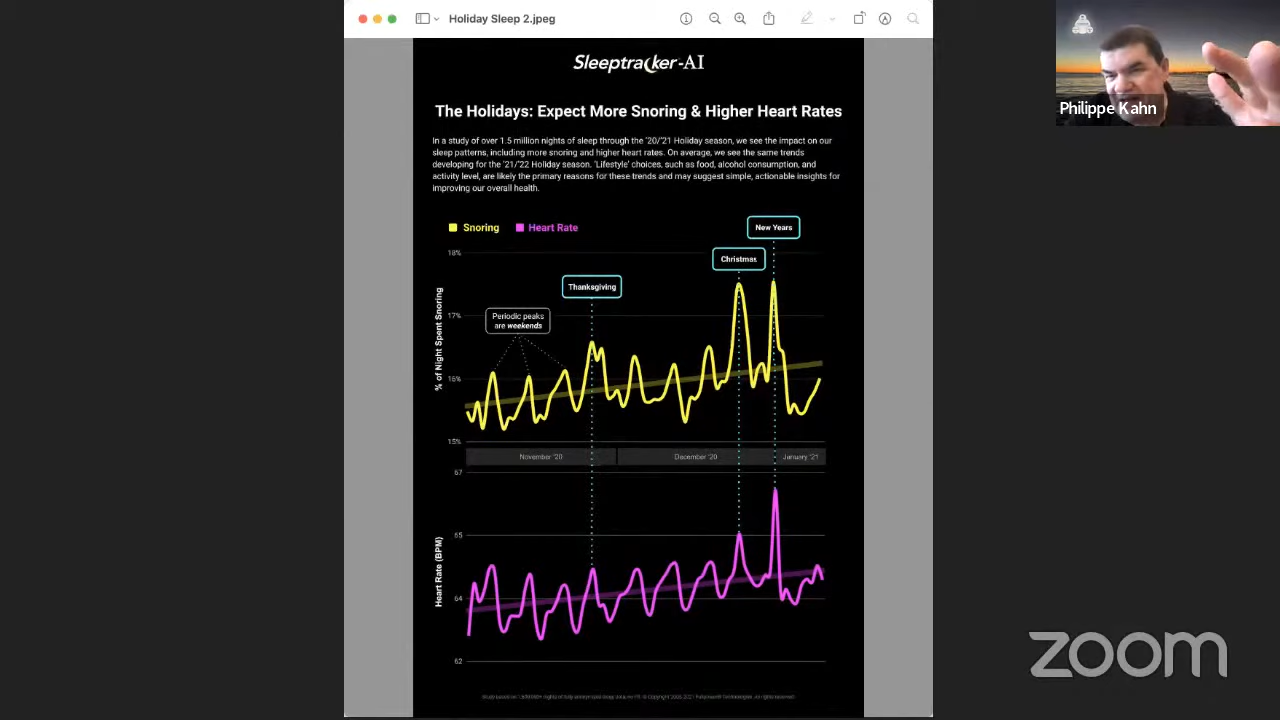 Holiday Sleep 2.jpeg
Philippe Kahn
Sleeptracker-AI
The Holidays: Expect More Snoring & Higher Heart Rates
In a study of over 1.5 million nights of sleep through the '20/'21 Holiday season, we see the impact on our
sleep patterns, including more snoring and higher heart rates. On average, we see the same trends
developing for the '21/'22 Holiday season. 'Lifestyle' choices, such as food, alcohol consumption, and
activity level, are likely the primary reasons for these trends and may suggest simple, actionable insights for
improving our overall health.
Snoring
Heart Rate
New Years
Christmas
Thanksgiving
Periodic peaks
are weekends
% of Night Spent Snoring
18%
17%
16%
15%
November '20
December '20
January '21
Heart Rate (BPM)
67
65
64
62
zoom